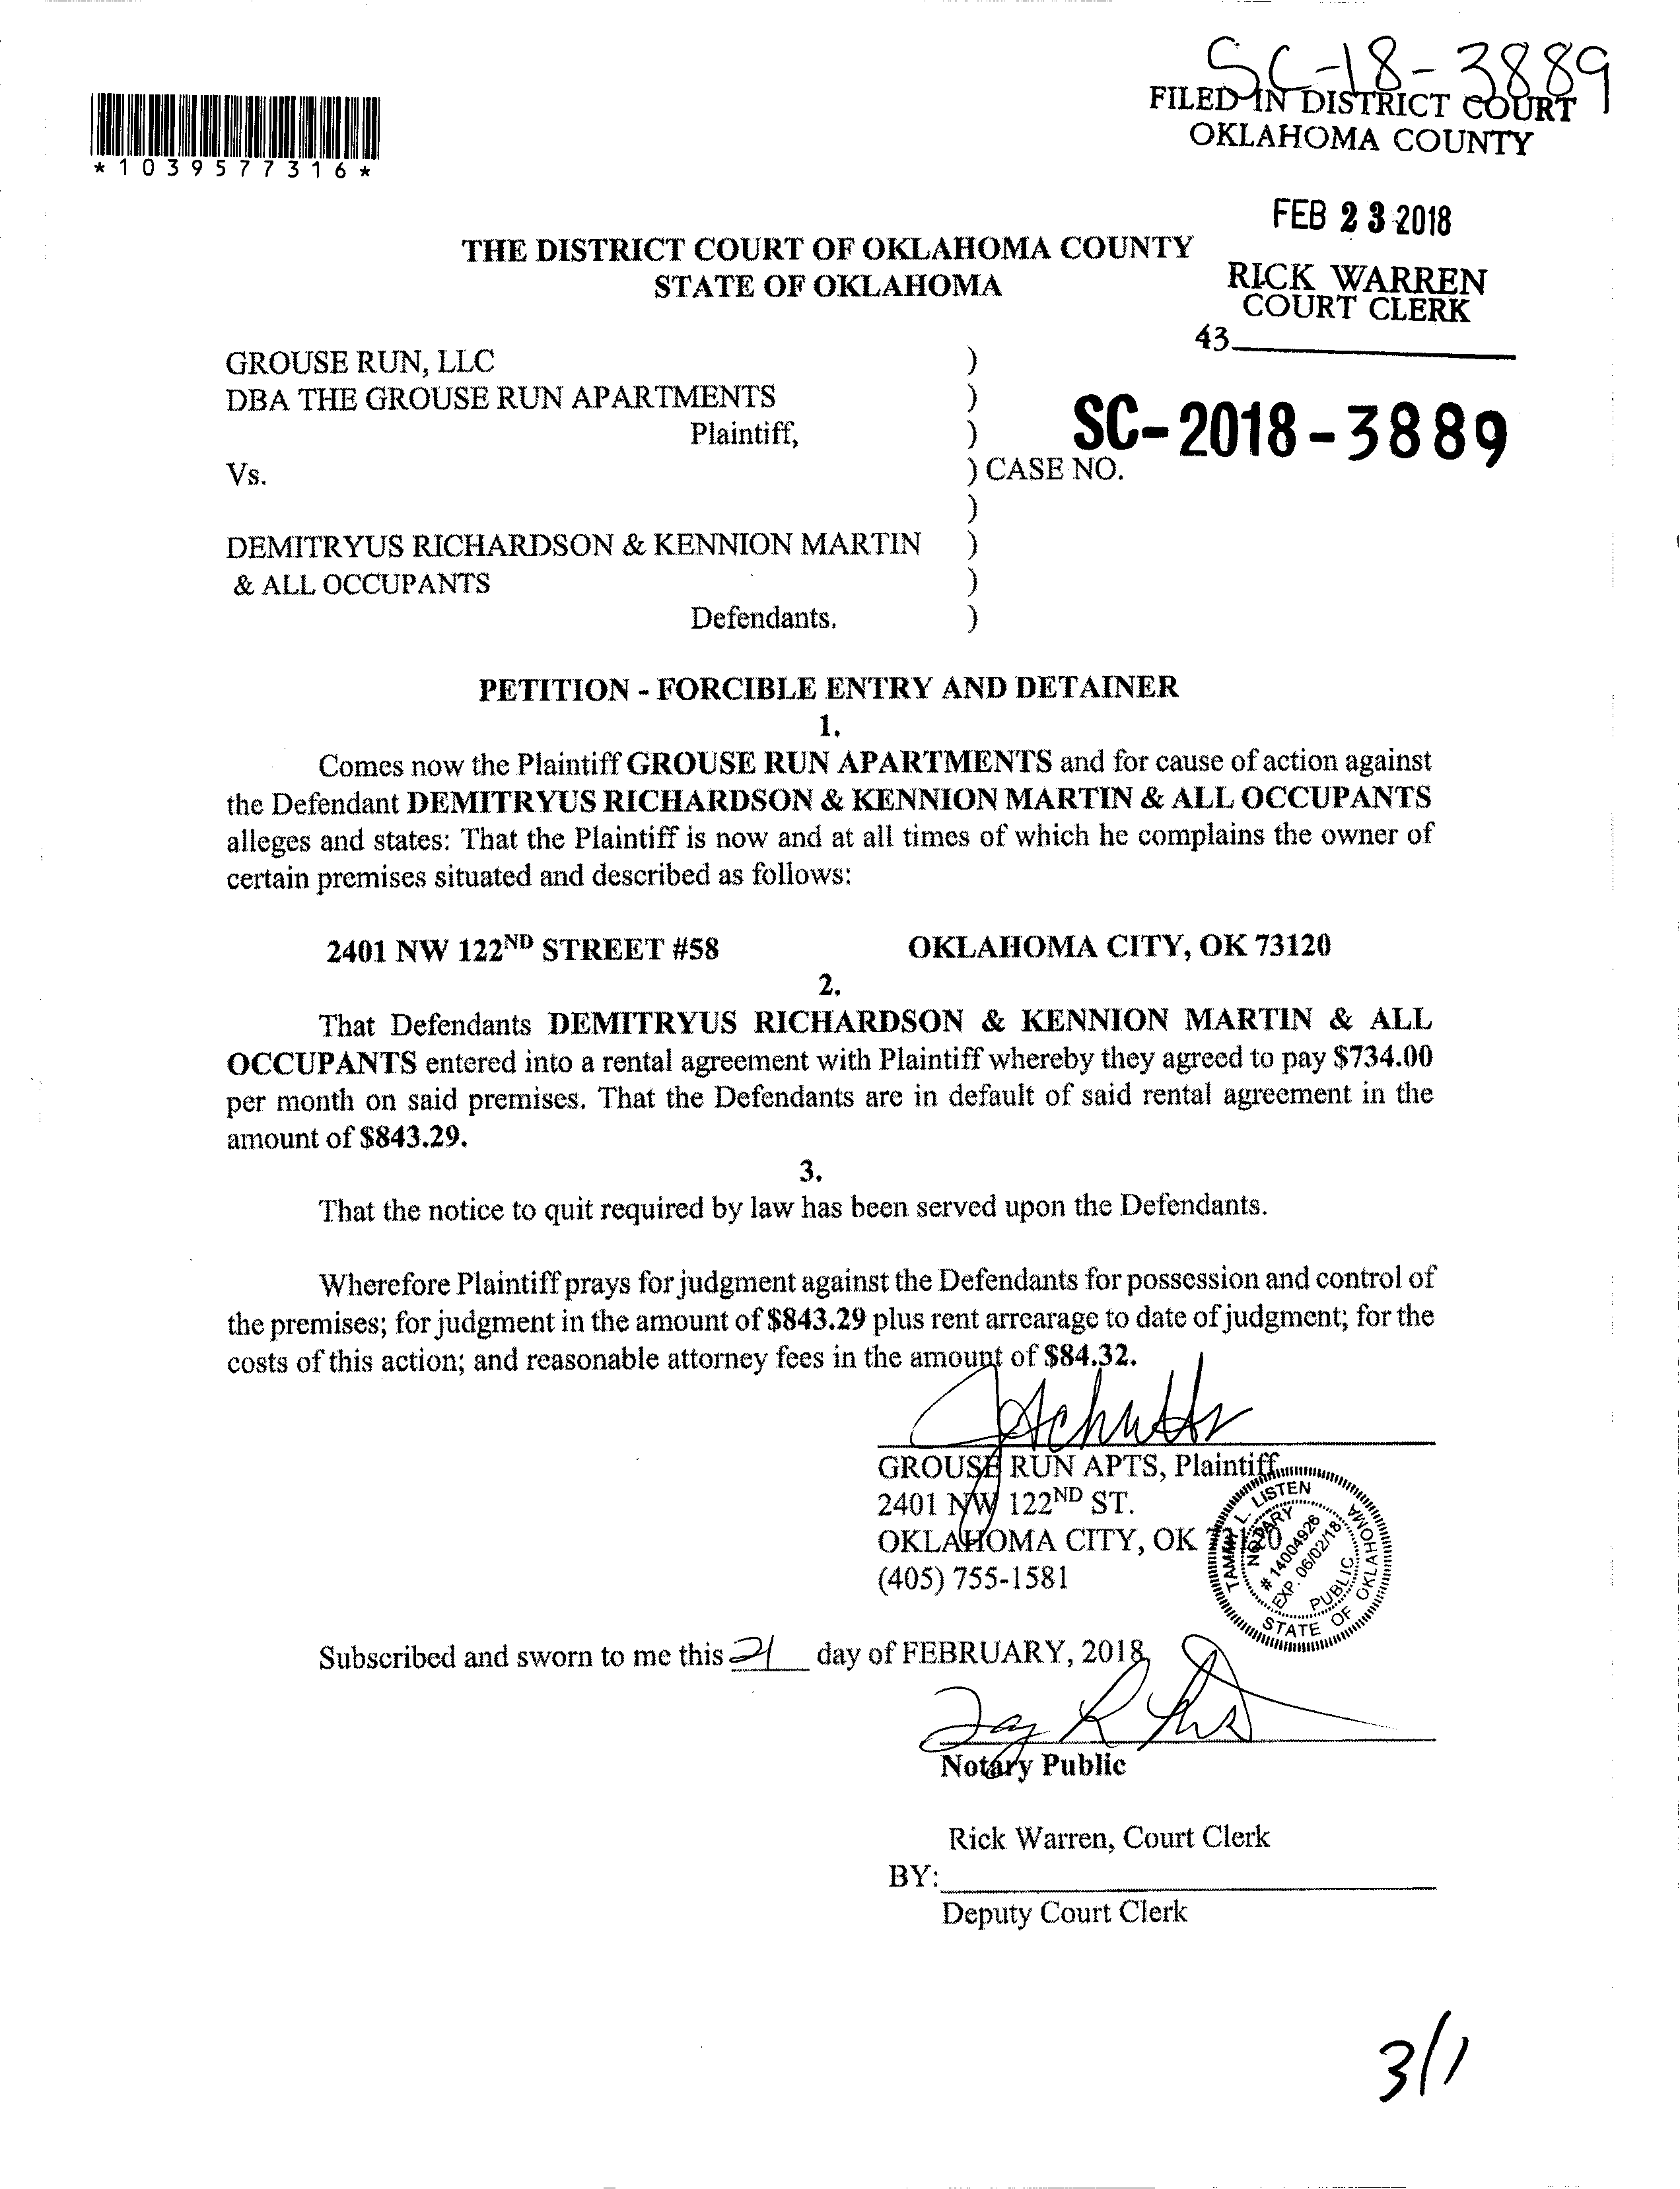 SC-18-3889
FILED IN DISTRICT COURT
OKLAHOMA COUNTY
*1039577316*
FEB 23 2018
THE DISTRICT COURT OF OKLAHOMA COUNTY
STATE OF OKLAHOMA
RICK WARREN
COURT CLERK
43
GROUSE RUN, LLC )
DBA THE GROUSE RUN APARTMENTS )
Plaintiff, ) SC-2018-3889
Vs. ) CASE NO.
)
DEMITRYUS RICHARDSON & KENNION MARTIN )
& ALL OCCUPANTS )
Defendants. )
PETITION - FORCIBLE ENTRY AND DETAINER
1.
Comes now the Plaintiff GROUSE RUN APARTMENTS and for cause of action against
the Defendant DEMITRYUS RICHARDSON & KENNION MARTIN & ALL OCCUPANTS
alleges and states: That the Plaintiff is now and at all times of which he complains the owner of
certain premises situated and described as follows:
2401 NW 122ND STREET #58 OKLAHOMA CITY, OK 73120
2.
That Defendants DEMITRYUS RICHARDSON & KENNION MARTIN & ALL
OCCUPANTS entered into a rental agreement with Plaintiff whereby they agreed to pay $734.00
per month on said premises. That the Defendants are in default of said rental agreement in the
amount of $843.29.
3.
That the notice to quit required by law has been served upon the Defendants.
Wherefore Plaintiff prays for judgment against the Defendants for possession and control of
the premises; for judgment in the amount of $843.29 plus rent arrearage to date of judgment; for the
costs of this action; and reasonable attorney fees in the amount of $84.32.
GROUSE RUN APTS, Plaintiff
2401 NW 122ND ST.
OKLAHOMA CITY, OK 73120
(405) 755-1581
TAMMY L. LISTEN
NOTARY
# 14004926
EXP. 06/02/18
PUBLIC
STATE OF OKLAHOMA
Subscribed and sworn to me this 21 day of FEBRUARY, 2018
Notary Public
Rick Warren, Court Clerk
BY:
Deputy Court Clerk
3/1